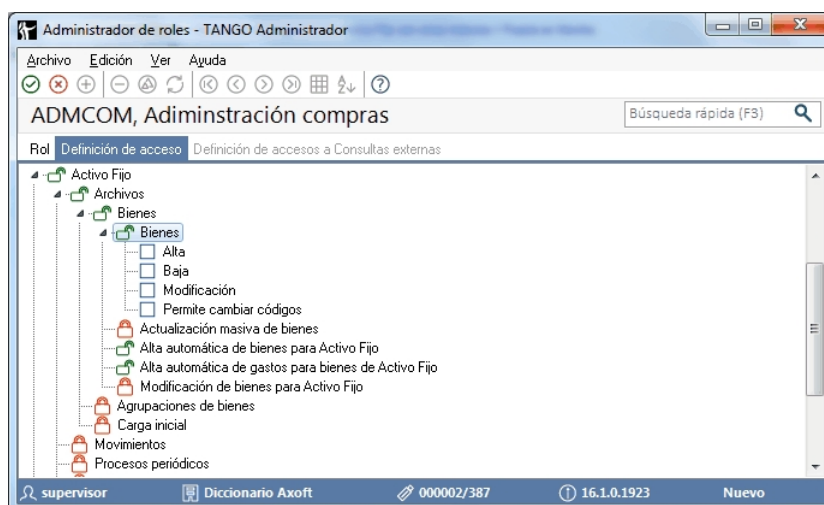 Administrador de roles - TANGO Administrador
Archivo Edición Ver Ayuda
ADMCOM, Adiminstración compras
Búsqueda rápida (F3)
Rol Definición de acceso Definición de accesos a Consultas externas
Activo Fijo
Archivos
Bienes
Bienes
Alta
Baja
Modificación
Permite cambiar códigos
Actualización masiva de bienes
Alta automática de bienes para Activo Fijo
Alta automática de gastos para bienes de Activo Fijo
Modificación de bienes para Activo Fijo
Agrupaciones de bienes
Carga inicial
Movimientos
Procesos periódicos
supervisor Diccionario Axoft 000002/387 16.1.0.1923 Nuevo